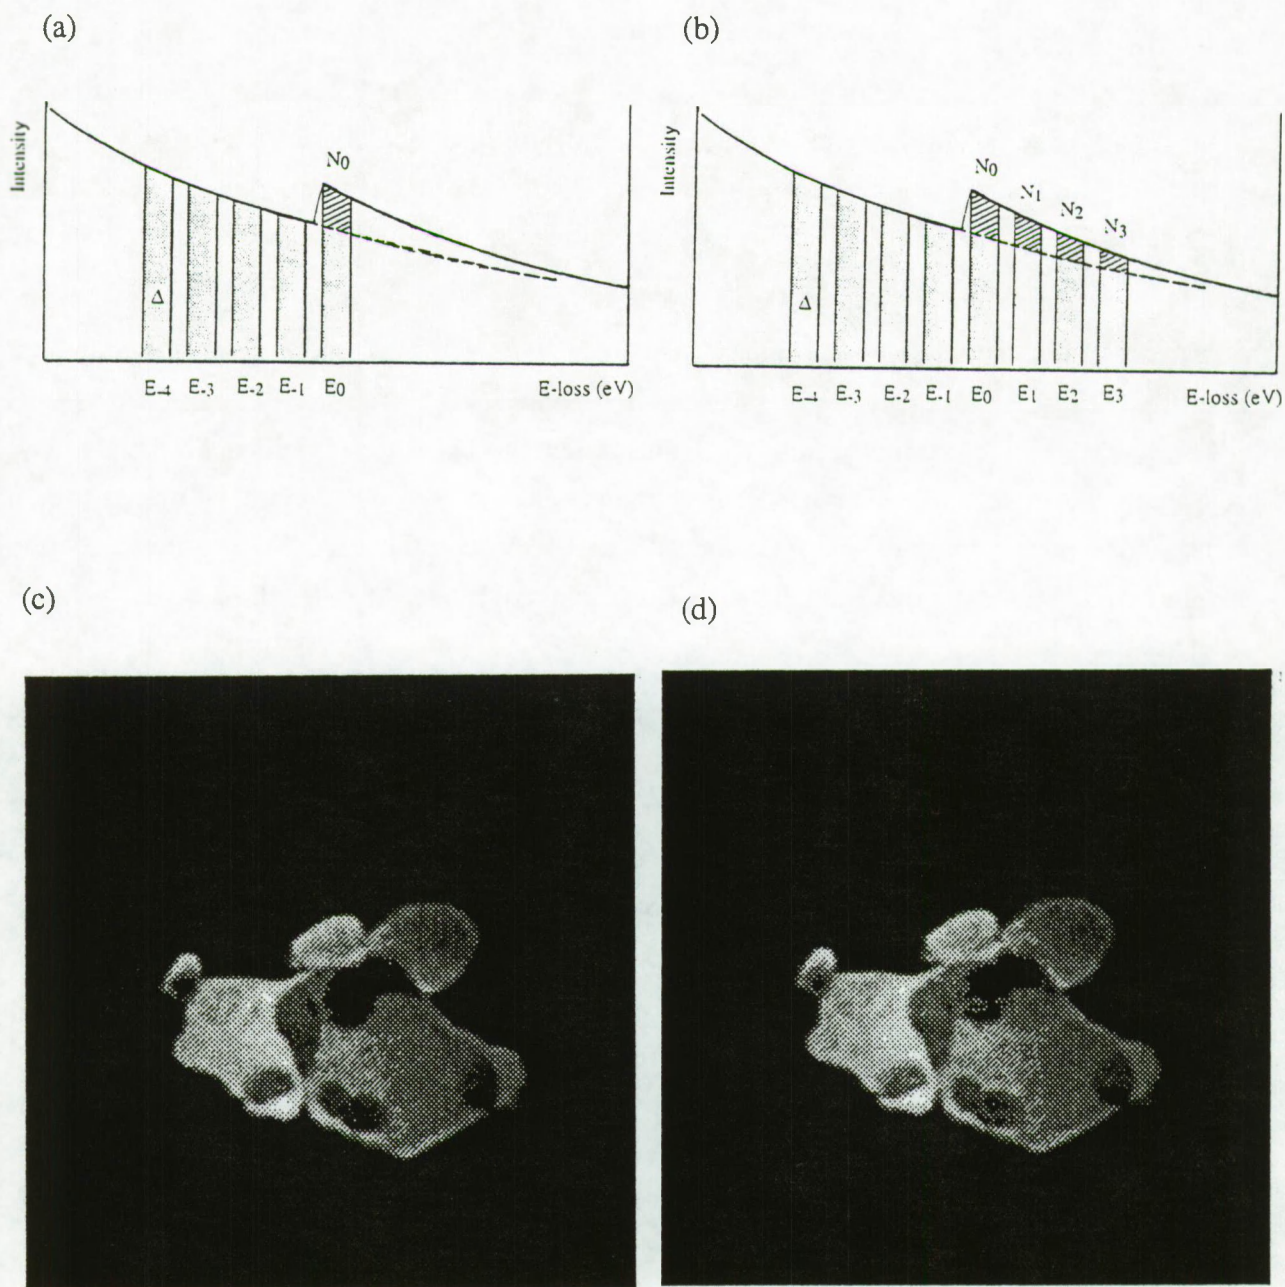 (a)
(b)
Intensity
N0
Δ
E-4 E-3 E-2 E-1 E0 E-loss (eV)
Intensity
N0
N1
N2
N3
Δ
E-4 E-3 E-2 E-1 E0 E1 E2 E3 E-loss (eV)
(c)
(d)